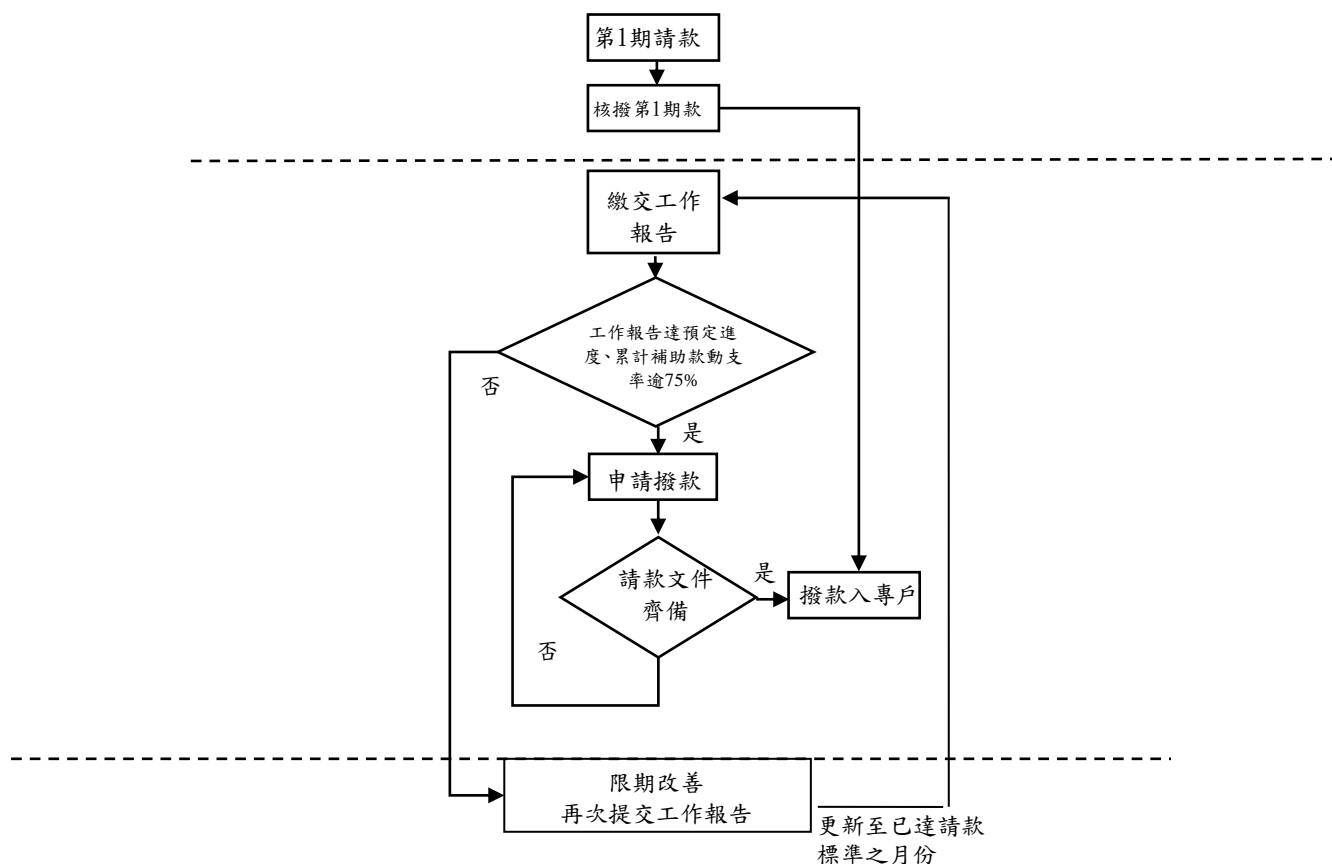 第1期請款
核撥第1期款
繳交工作
報告
工作報告達預定進
度、累計補助款動支
率逾75%
否
是
申請撥款
請款文件
齊備
是
撥款入專戶
否
限期改善
再次提交工作報告
更新至已達請款
標準之月份